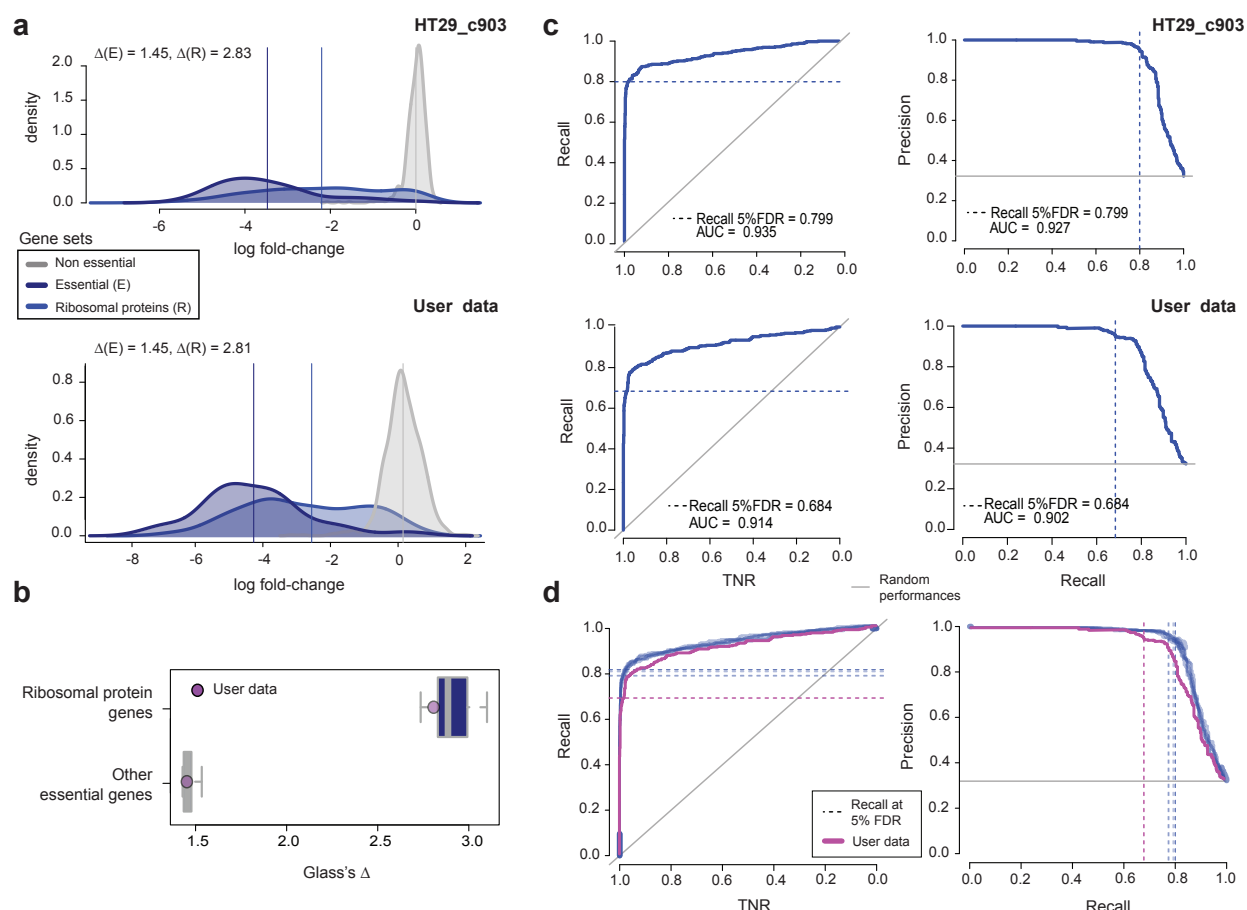 a
HT29_c903
Δ(E) = 1.45, Δ(R) = 2.83
density
2.0
1.5
1.0
0.5
0.0
-6
-4
-2
0
log fold-change
Gene sets
Non essential
Essential (E)
Ribosomal proteins (R)
User data
Δ(E) = 1.45, Δ(R) = 2.81
density
0.8
0.6
0.4
0.2
0.0
-8
-6
-4
-2
0
2
log fold-change
b
User data
Ribosomal protein
genes
Other
essential genes
1.5
2.0
2.5
3.0
Glass's Δ
c
HT29_c903
Recall
1.0
0.8
0.6
0.4
0.2
0.0
Recall 5%FDR = 0.799
AUC = 0.935
1.0
0.8
0.6
0.4
0.2
0.0
Precision
1.0
0.8
0.6
0.4
0.2
0.0
Recall 5%FDR = 0.799
AUC = 0.927
0.0
0.2
0.4
0.6
0.8
1.0
User data
Recall
1.0
0.8
0.6
0.4
0.2
0.0
Recall 5%FDR = 0.684
AUC = 0.914
1.0
0.8
0.6
0.4
0.2
0.0
TNR
Precision
1.0
0.8
0.6
0.4
0.2
0.0
Recall 5%FDR = 0.684
AUC = 0.902
0.0
0.2
0.4
0.6
0.8
1.0
Recall
Random
performances
d
Recall
1.0
0.8
0.6
0.4
0.2
0.0
Recall at
5% FDR
User data
1.0
0.8
0.6
0.4
0.2
0.0
TNR
Precision
1.0
0.8
0.6
0.4
0.2
0.0
0.0
0.2
0.4
0.6
0.8
1.0
Recall